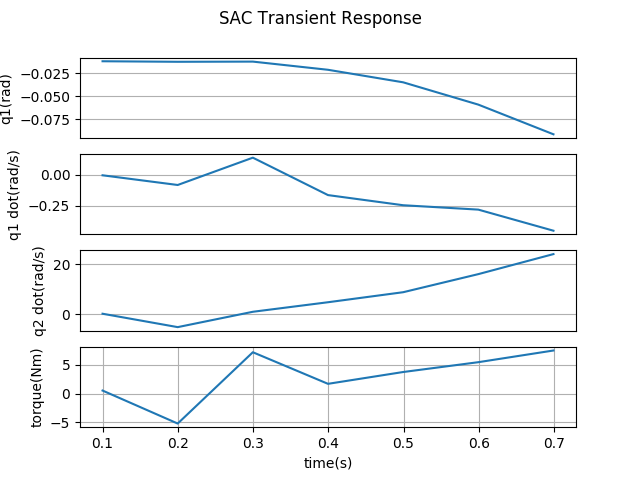 SAC Transient Response
q1(rad)
−0.025
−0.050
−0.075
q1 dot(rad/s)
0.00
−0.25
q2 dot(rad/s)
20
0
torque(Nm)
5
0
−5
0.1 0.2 0.3 0.4 0.5 0.6 0.7
time(s)